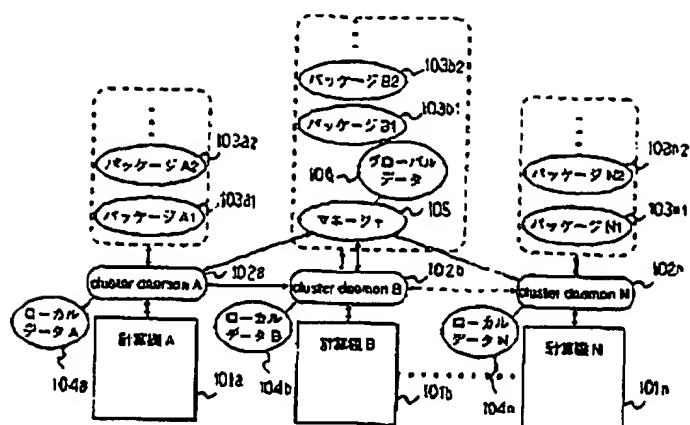 パッケージB2 103b2
パッケージB1 103b1
パッケージA2 103a2
パッケージA1 103a1
106 グローバル
データ
マネージャ 105
パッケージN2 103n2
パッケージN1 103n1
cluster daemon A 102a
cluster daemon B 102b
cluster daemon N 102n
ローカル
データA
104a
計算機A
101a
ローカル
データB
104b
計算機B
101b
ローカル
データN
104n
計算機N
101n